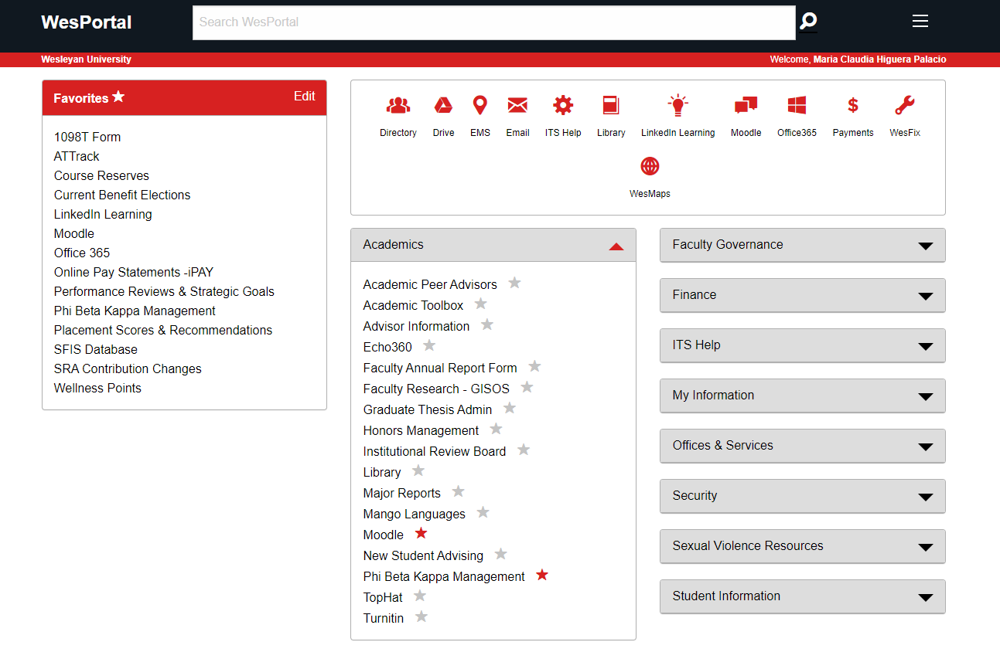 WesPortal
Search WesPortal
Wesleyan University
Welcome, Maria Claudia Higuera Palacio
Favorites
Edit
1098T Form
ATTrack
Course Reserves
Current Benefit Elections
LinkedIn Learning
Moodle
Office 365
Online Pay Statements -iPAY
Performance Reviews & Strategic Goals
Phi Beta Kappa Management
Placement Scores & Recommendations
SFIS Database
SRA Contribution Changes
Wellness Points
Directory
Drive
EMS
Email
ITS Help
Library
LinkedIn Learning
Moodle
Office365
Payments
WesFix
WesMaps
Academics
Academic Peer Advisors
Academic Toolbox
Advisor Information
Echo360
Faculty Annual Report Form
Faculty Research - GISOS
Graduate Thesis Admin
Honors Management
Institutional Review Board
Library
Major Reports
Mango Languages
Moodle
New Student Advising
Phi Beta Kappa Management
TopHat
Turnitin
Faculty Governance
Finance
ITS Help
My Information
Offices & Services
Security
Sexual Violence Resources
Student Information